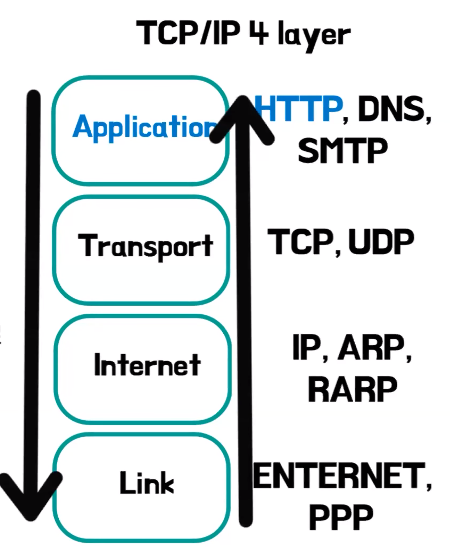 TCP/IP 4 layer
Application
HTTP, DNS,
SMTP
Transport
TCP, UDP
Internet
IP, ARP,
RARP
Link
ENTERNET,
PPP